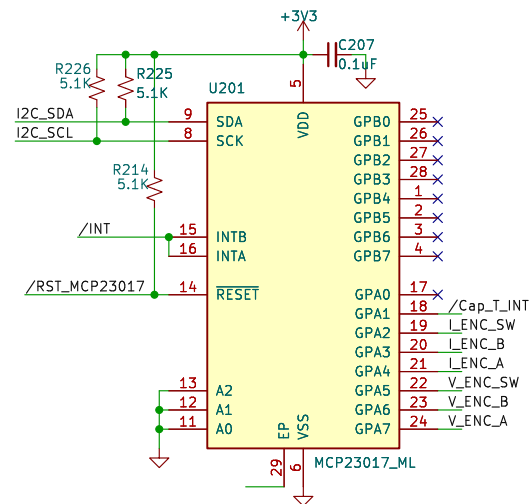 +3V3
C207
0.1uF
R226
5.1K
R225
5.1K
U201
5
VDD
I2C_SDA
9
SDA
GPB0
25
I2C_SCL
8
SCK
GPB1
26
GPB2
27
R214
5.1K
GPB3
28
GPB4
1
GPB5
2
/INT
15
INTB
GPB6
3
16
INTA
GPB7
4
/RST_MCP23017
14
RESET
GPA0
17
GPA1
18
/Cap_T_INT
GPA2
19
I_ENC_SW
GPA3
20
I_ENC_B
GPA4
21
I_ENC_A
13
A2
GPA5
22
V_ENC_SW
12
A1
GPA6
23
V_ENC_B
11
A0
GPA7
24
V_ENC_A
EP
VSS
29
6
MCP23017_ML